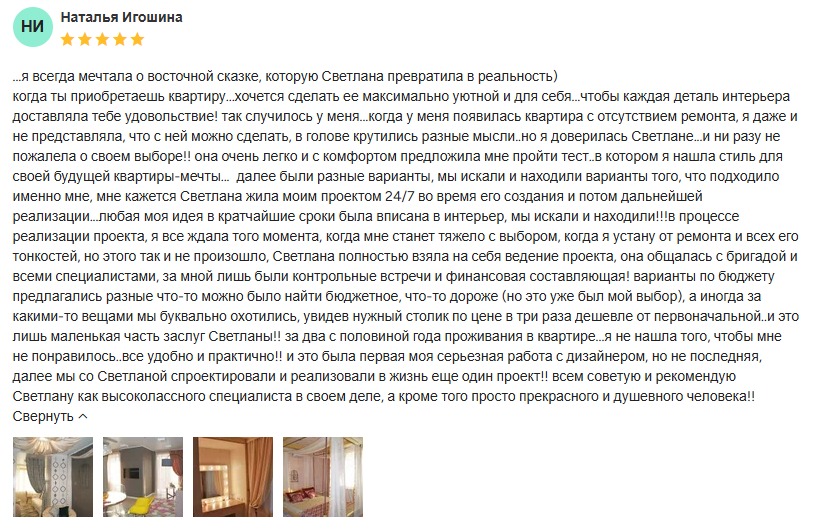 НИ
Наталья Игошина
...я всегда мечтала о восточной сказке, которую Светлана превратила в реальность)
когда ты приобретаешь квартиру...хочется сделать ее максимально уютной и для себя...чтобы каждая деталь интерьера
доставляла тебе удовольствие! так случилось у меня...когда у меня появилась квартира с отсутствием ремонта, я даже и
не представляла, что с ней можно сделать, в голове крутились разные мысли..но я доверилась Светлане...и ни разу не
пожалела о своем выборе!! она очень легко и с комфортом предложила мне пройти тест..в котором я нашла стиль для
своей будущей квартиры-мечты... далее были разные варианты, мы искали и находили варианты того, что подходило
именно мне, мне кажется Светлана жила моим проектом 24/7 во время его создания и потом дальнейшей
реализации...любая моя идея в кратчайшие сроки была вписана в интерьер, мы искали и находили!!!в процессе
реализации проекта, я все ждала того момента, когда мне станет тяжело с выбором, когда я устану от ремонта и всех его
тонкостей, но этого так и не произошло, Светлана полностью взяла на себя ведение проекта, она общалась с бригадой и
всеми специалистами, за мной лишь были контрольные встречи и финансовая составляющая! варианты по бюджету
предлагались разные что-то можно было найти бюджетное, что-то дороже (но это уже был мой выбор), а иногда за
какими-то вещами мы буквально охотились, увидев нужный столик по цене в три раза дешевле от первоначальной..и это
лишь маленькая часть заслуг Светланы!! за два с половиной года проживания в квартире...я не нашла того, чтобы мне
не понравилось..все удобно и практично!! и это была первая моя серьезная работа с дизайнером, но не последняя,
далее мы со Светланой спроектировали и реализовали в жизнь еще один проект!! всем советую и рекомендую
Светлану как высоколассного специалиста в своем деле, а кроме того просто прекрасного и душевного человека!!
Свернуть ^